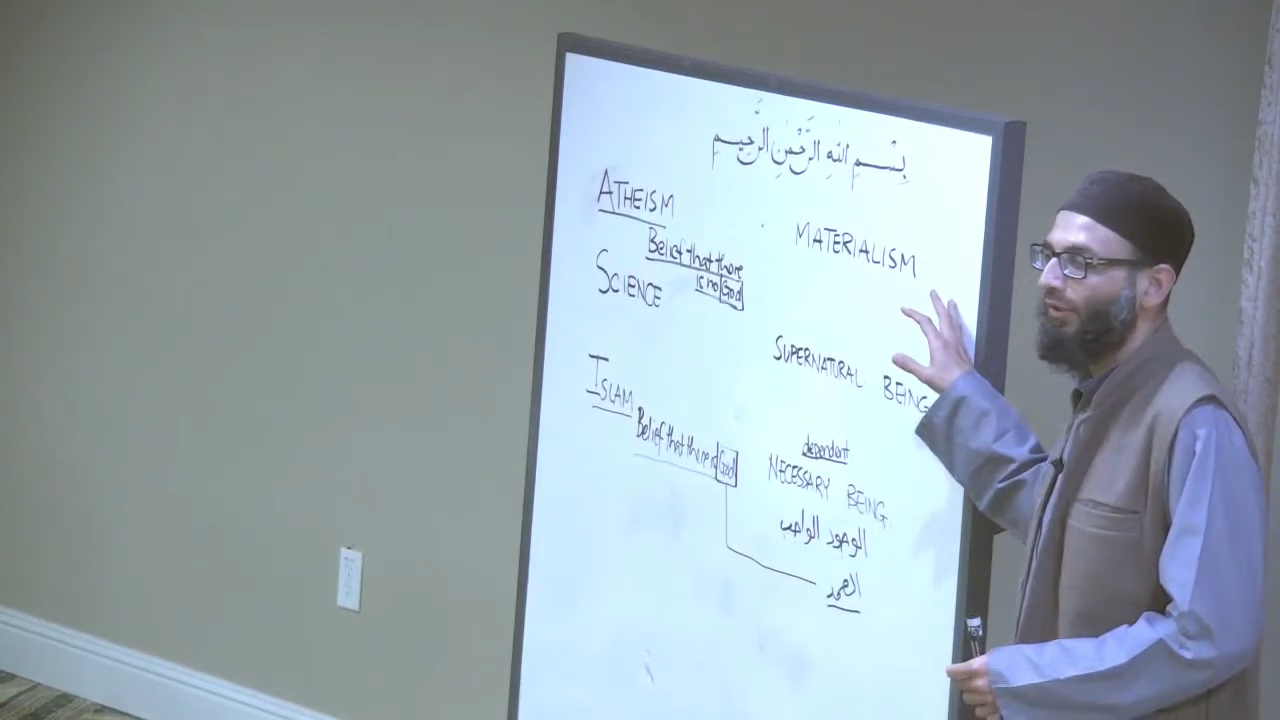 بِسْمِ اللهِ الرَّحْمٰنِ الرَّحِيمِ
ATHEISM
Belief that there
is no God
SCIENCE
MATERIALISM
SUPERNATURAL BEING
ISLAM
Belief that there is God
dependent
NECESSARY BEING
الوجود الواجب
الصمد